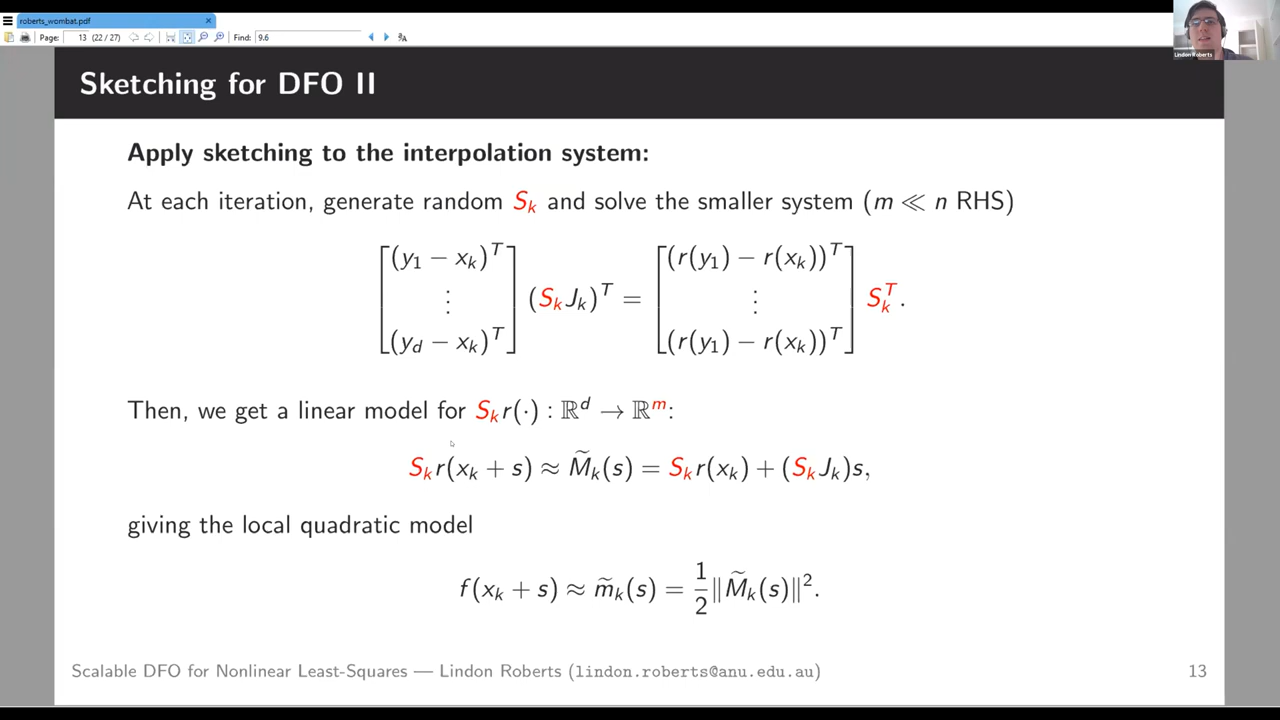 roberts_wombat.pdf
Page: 13 (22/27) Find: 9.6
Lindon Roberts
Sketching for DFO II
Apply sketching to the interpolation system:
At each iteration, generate random S_k and solve the smaller system (m ≪ n RHS)
[(y_1 − x_k)^T ⋮ (y_d − x_k)^T] (S_k J_k)^T = [(r(y_1) − r(x_k))^T ⋮ (r(y_1) − r(x_k))^T] S_k^T.
Then, we get a linear model for S_k r(·) : ℝ^d → ℝ^m:
S_k r(x_k + s) ≈ M̃_k(s) = S_k r(x_k) + (S_k J_k)s,
giving the local quadratic model
f(x_k + s) ≈ m̃_k(s) = 1/2 ‖M̃_k(s)‖^2.
Scalable DFO for Nonlinear Least-Squares — Lindon Roberts (lindon.roberts@anu.edu.au) 13